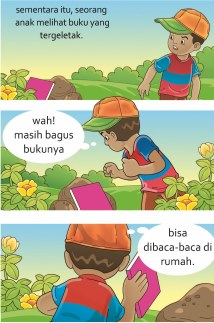 sementara itu, seorang
anak melihat buku yang
tergeletak.
wah!
masih bagus
bukunya
bisa
dibaca-baca di
rumah.